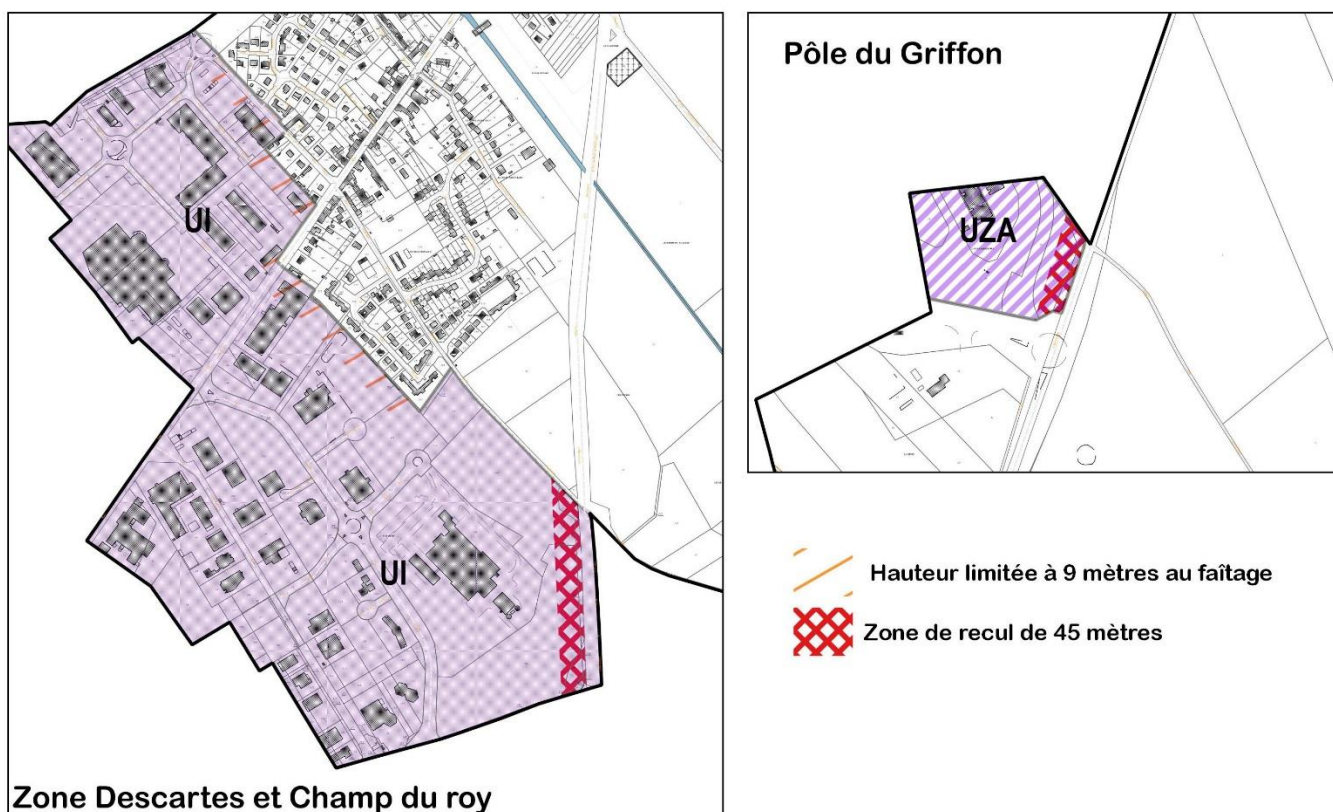 UI
UI
Zone Descartes et Champ du roy
Pôle du Griffon
UZA
Hauteur limitée à 9 mètres au faîtage
Zone de recul de 45 mètres